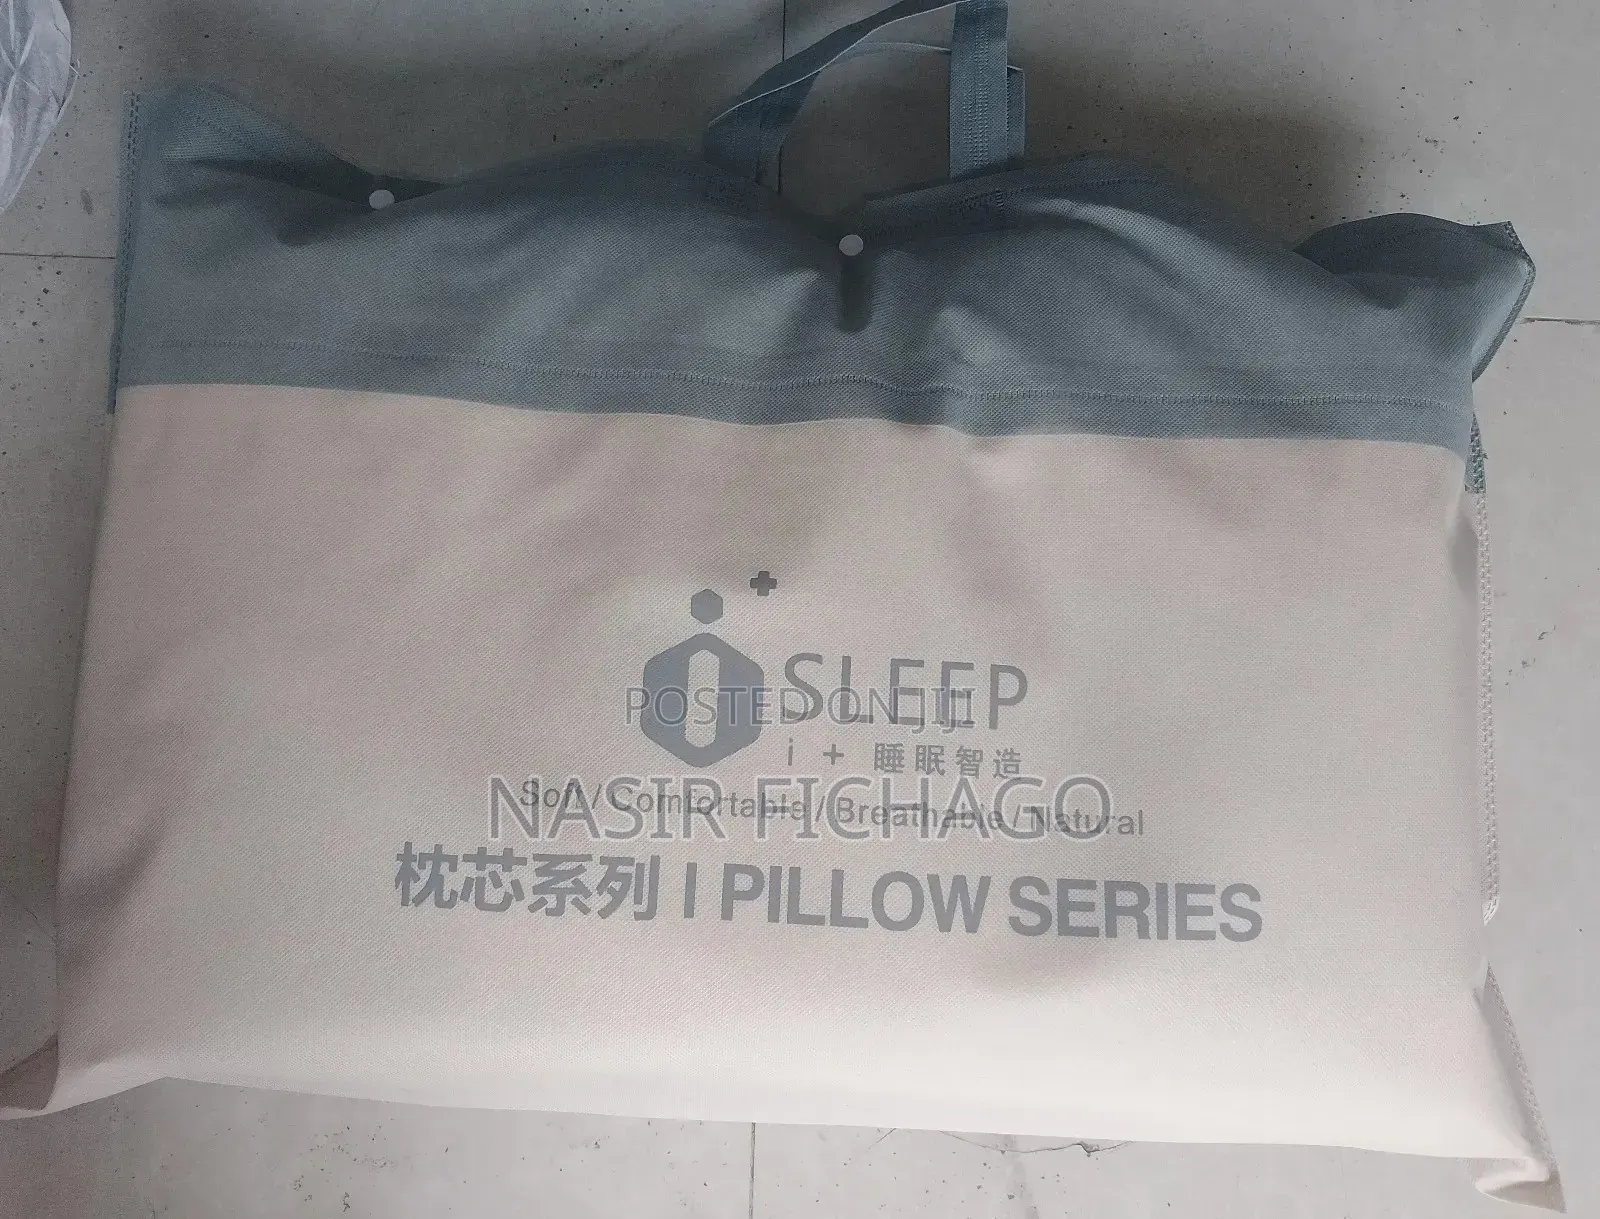 i+ SLEEP
i + 睡眠智造
POSTED ON JIJI
NASIR FICHAGO
Soft / Comfortable / Breathable / Natural
枕芯系列 | PILLOW SERIES